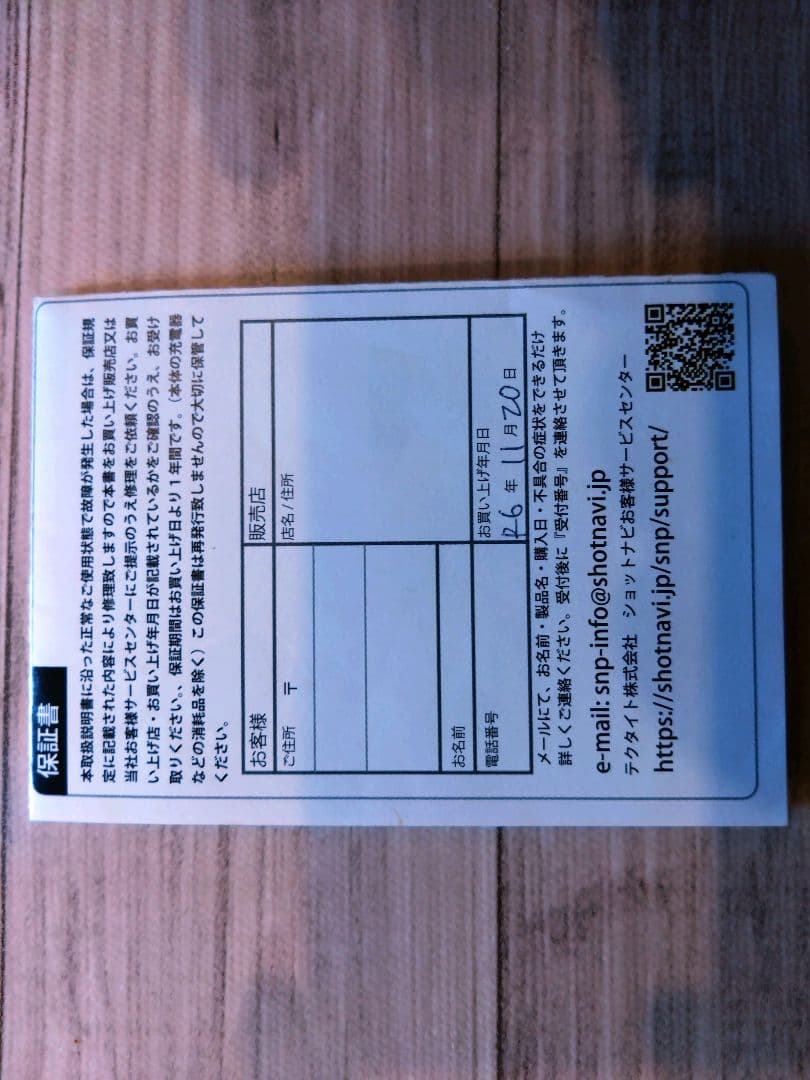 保証書
本取扱説明書に沿った正常なご使用状態で故障が発生した場合は、保証規
定に記載された内容により修理致しますので本書をお買い上げ販売店又は
当社お客様サービスセンターにご提示のうえ修理をご依頼ください。お買
い上げ店・お買い上げ年月日が記載されているかをご確認のうえ、お受け
取りください。、保証期間はお買い上げ日より１年間です。（本体の充電器
などの消耗品を除く）この保証書は再発行致しませんので大切に保管して
ください。
お客様
ご住所 〒
お名前
電話番号
販売店
店名 / 住所
お買い上げ年月日
R6 年 11 月 20 日
メールにて、お名前・製品名・購入日・不具合の症状をできるだけ
詳しくご連絡ください。受付後に『受付番号』を連絡させて頂きます。
e-mail: snp-info@shotnavi.jp
テクタイト株式会社 ショットナビお客様サービスセンター
https://shotnavi.jp/snp/support/